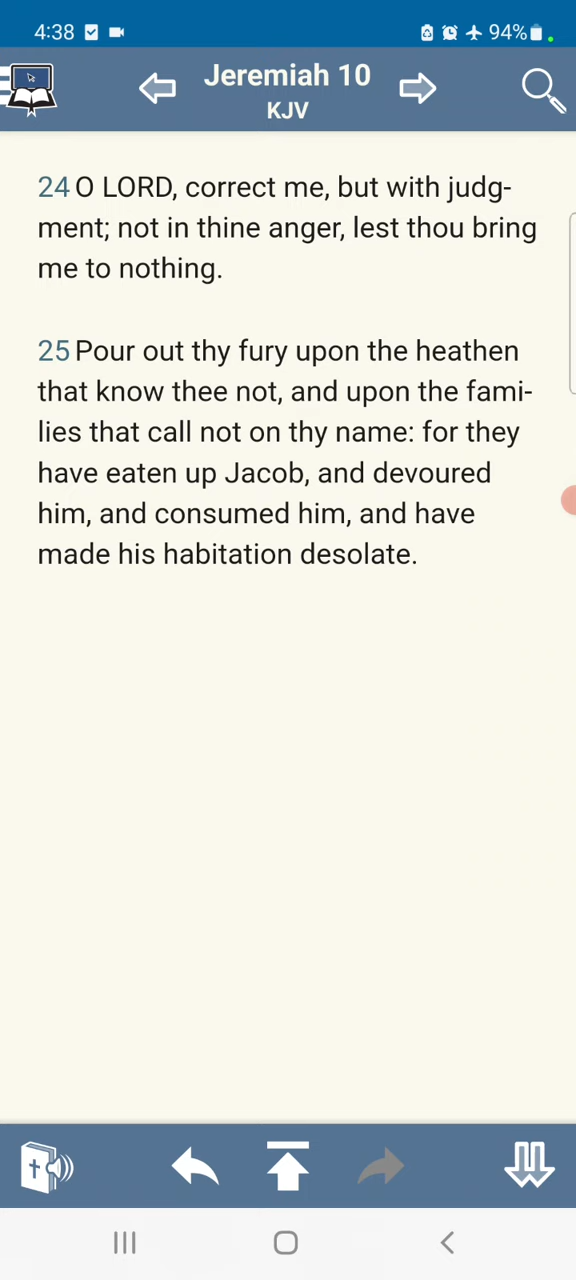 4:38 94%
Jeremiah 10
KJV
24 O LORD, correct me, but with judg-
ment; not in thine anger, lest thou bring
me to nothing.
25 Pour out thy fury upon the heathen
that know thee not, and upon the fami-
lies that call not on thy name: for they
have eaten up Jacob, and devoured
him, and consumed him, and have
made his habitation desolate.